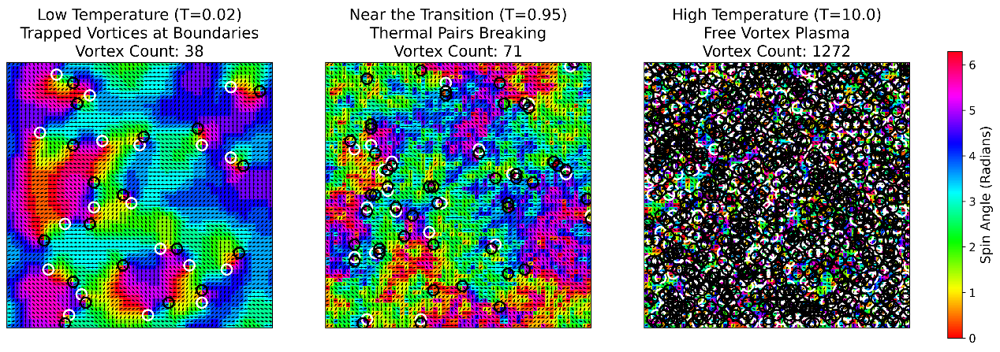 Low Temperature (T=0.02)
Trapped Vortices at Boundaries
Vortex Count: 38
Near the Transition (T=0.95)
Thermal Pairs Breaking
Vortex Count: 71
High Temperature (T=10.0)
Free Vortex Plasma
Vortex Count: 1272
6
5
4
3
2
1
0
Spin Angle (Radians)